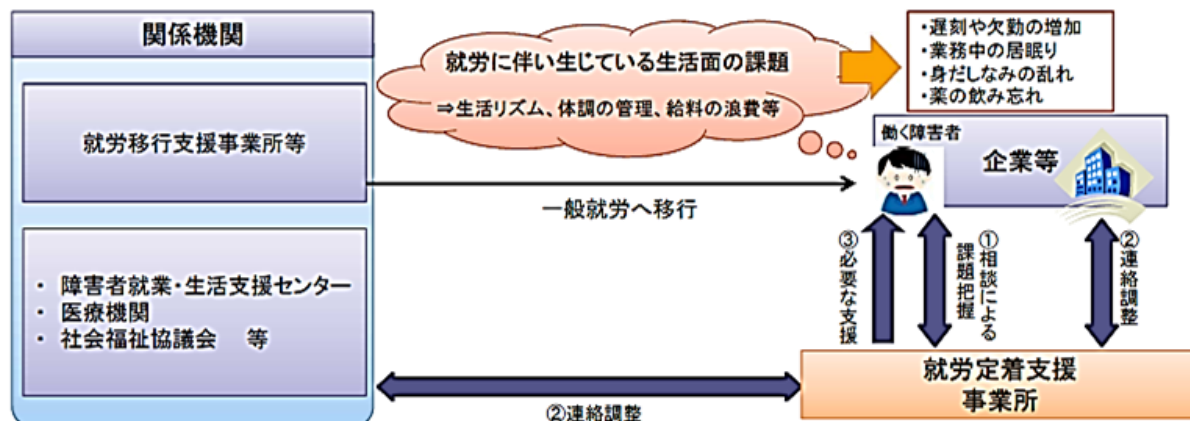 関係機関
就労移行支援事業所等
・ 障害者就業・生活支援センター
・ 医療機関
・ 社会福祉協議会 等
就労に伴い生じている生活面の課題
⇒生活リズム、体調の管理、給料の浪費等
・遅刻や欠勤の増加
・業務中の居眠り
・身だしなみの乱れ
・薬の飲み忘れ
働く障害者
企業等
一般就労へ移行
③必要な支援
①相談による
課題把握
②連絡調整
②連絡調整
就労定着支援
事業所